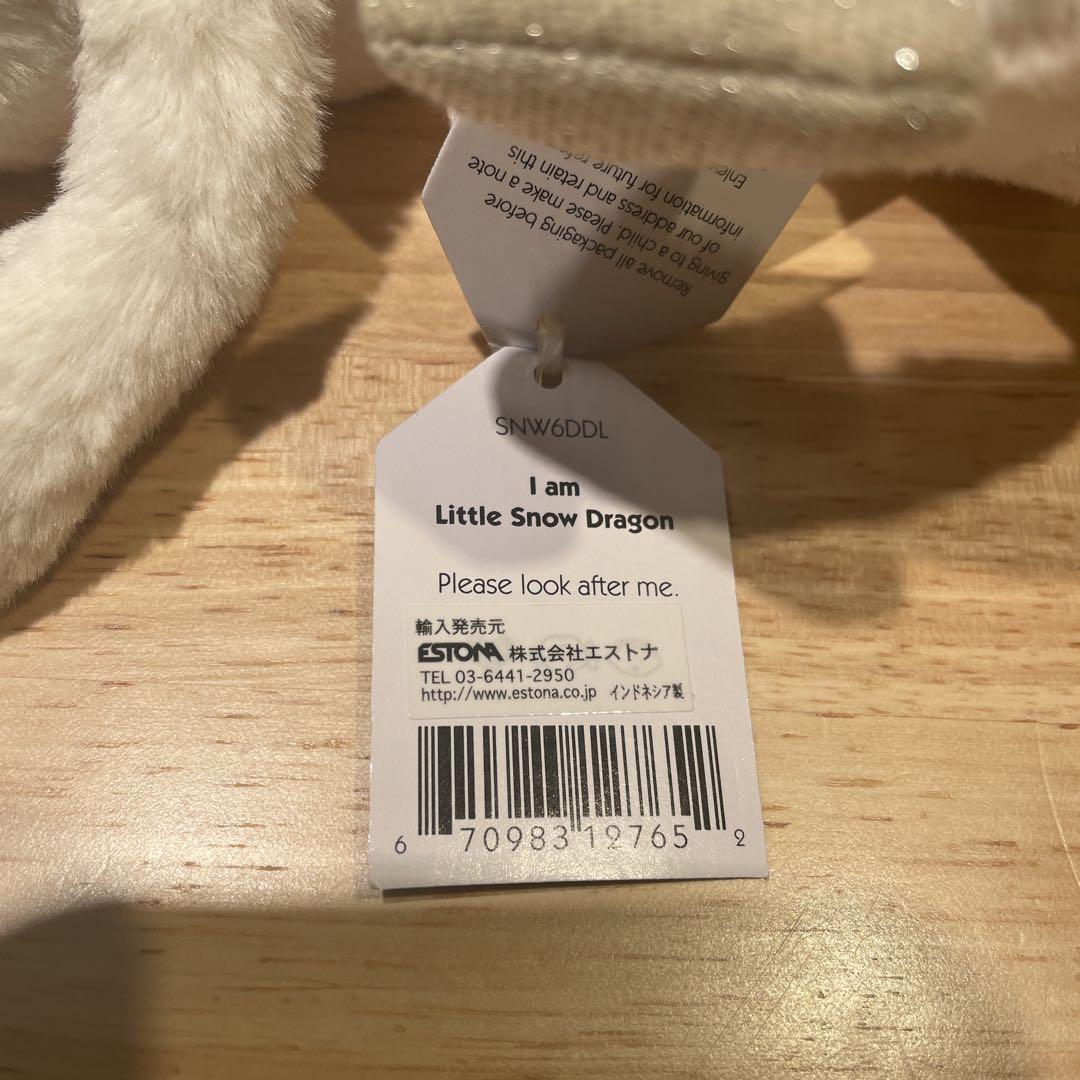 Remove all packaging before
giving to a child. Please make a note
of our address and retain this
information for future
SNW6DDL
I am
Little Snow Dragon
Please look after me.
輸入発売元
ESTONA 株式会社エストナ
TEL 03-6441-2950
http://www.estona.co.jp インドネシア製
6 70983 12765 2